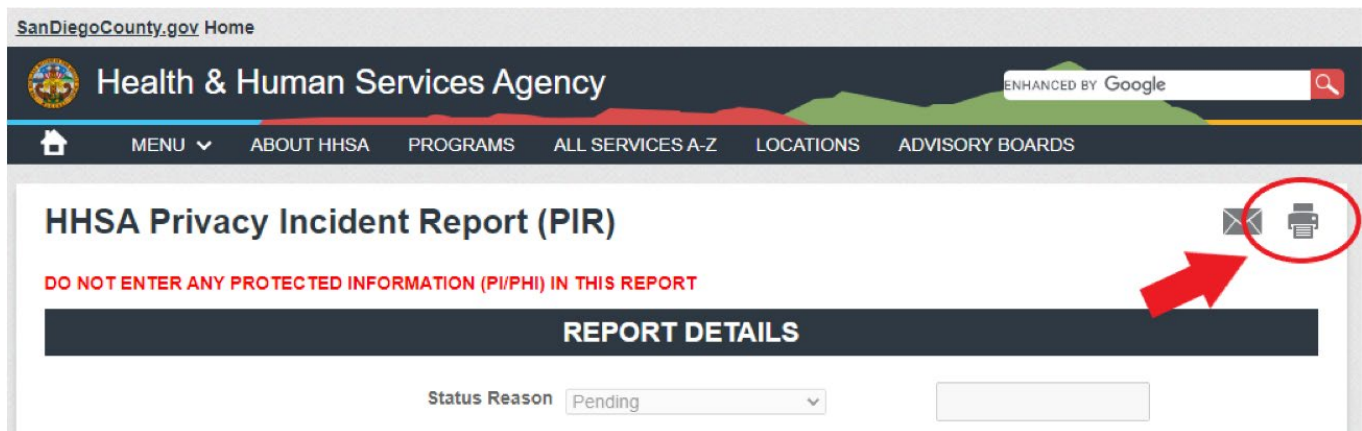 SanDiegoCounty.gov Home
Health & Human Services Agency
ENHANCED BY Google
MENU ABOUT HHSA PROGRAMS ALL SERVICES A-Z LOCATIONS ADVISORY BOARDS
HHSA Privacy Incident Report (PIR)
DO NOT ENTER ANY PROTECTED INFORMATION (PI/PHI) IN THIS REPORT
REPORT DETAILS
Status Reason Pending